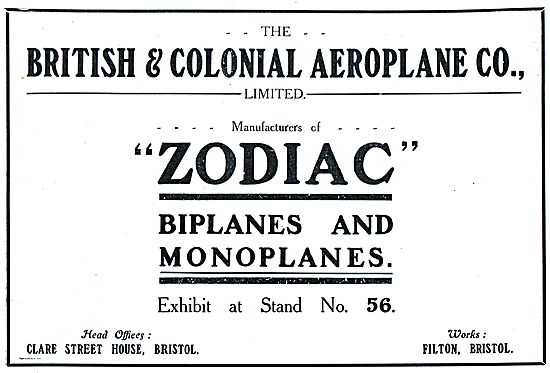 - - THE - -
BRITISH & COLONIAL AEROPLANE CO.,
LIMITED.
- - - - Manufacturers of - - - -
"ZODIAC"
BIPLANES AND
MONOPLANES.
Exhibit at Stand No. 56.
Head Offices :
CLARE STREET HOUSE, BRISTOL.
Works :
FILTON, BRISTOL.